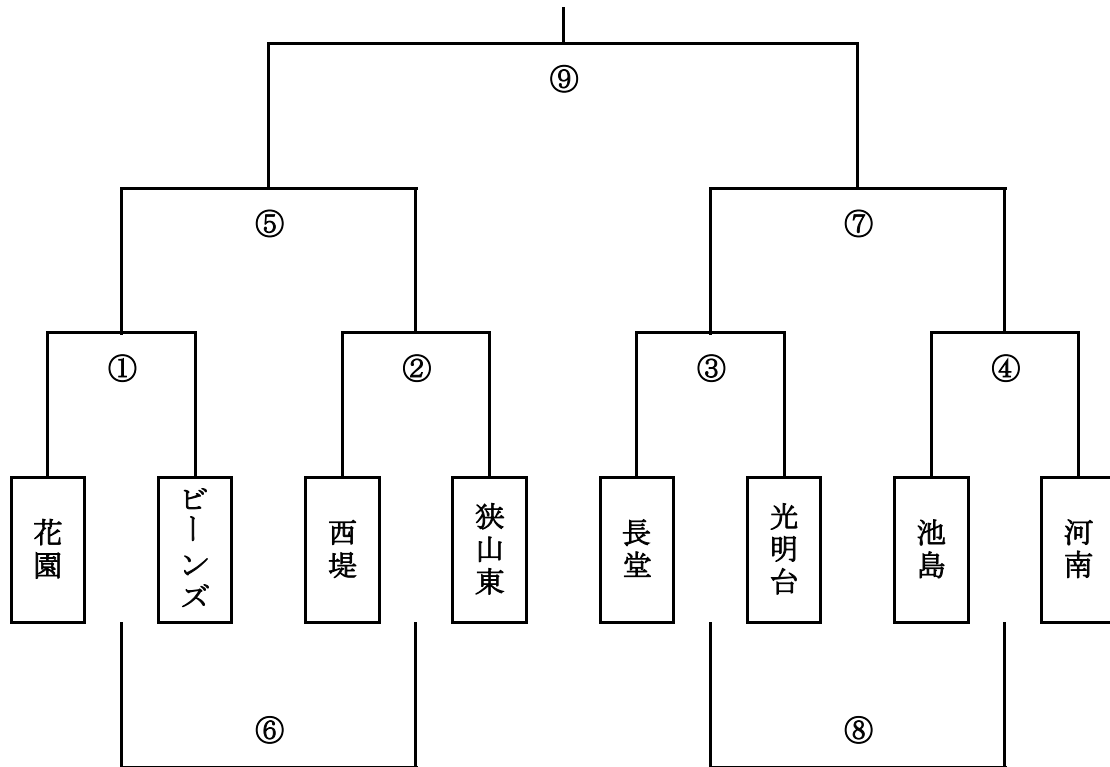 ⑨
⑤
⑦
①
②
③
④
花園
ビーンズ
西堤
狭山東
長堂
光明台
池島
河南
⑥
⑧